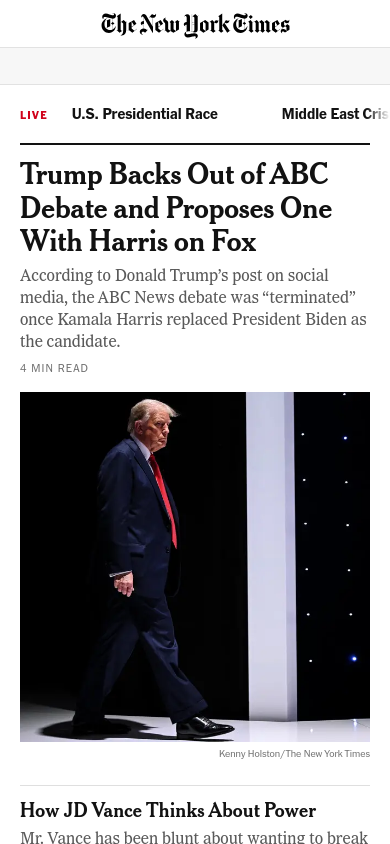 The New York Times
LIVE U.S. Presidential Race Middle East Cris
Trump Backs Out of ABC
Debate and Proposes One
With Harris on Fox
According to Donald Trump’s post on social
media, the ABC News debate was “terminated”
once Kamala Harris replaced President Biden as
the candidate.
4 MIN READ
Kenny Holston/The New York Times
How JD Vance Thinks About Power
Mr. Vance has been blunt about wanting to break